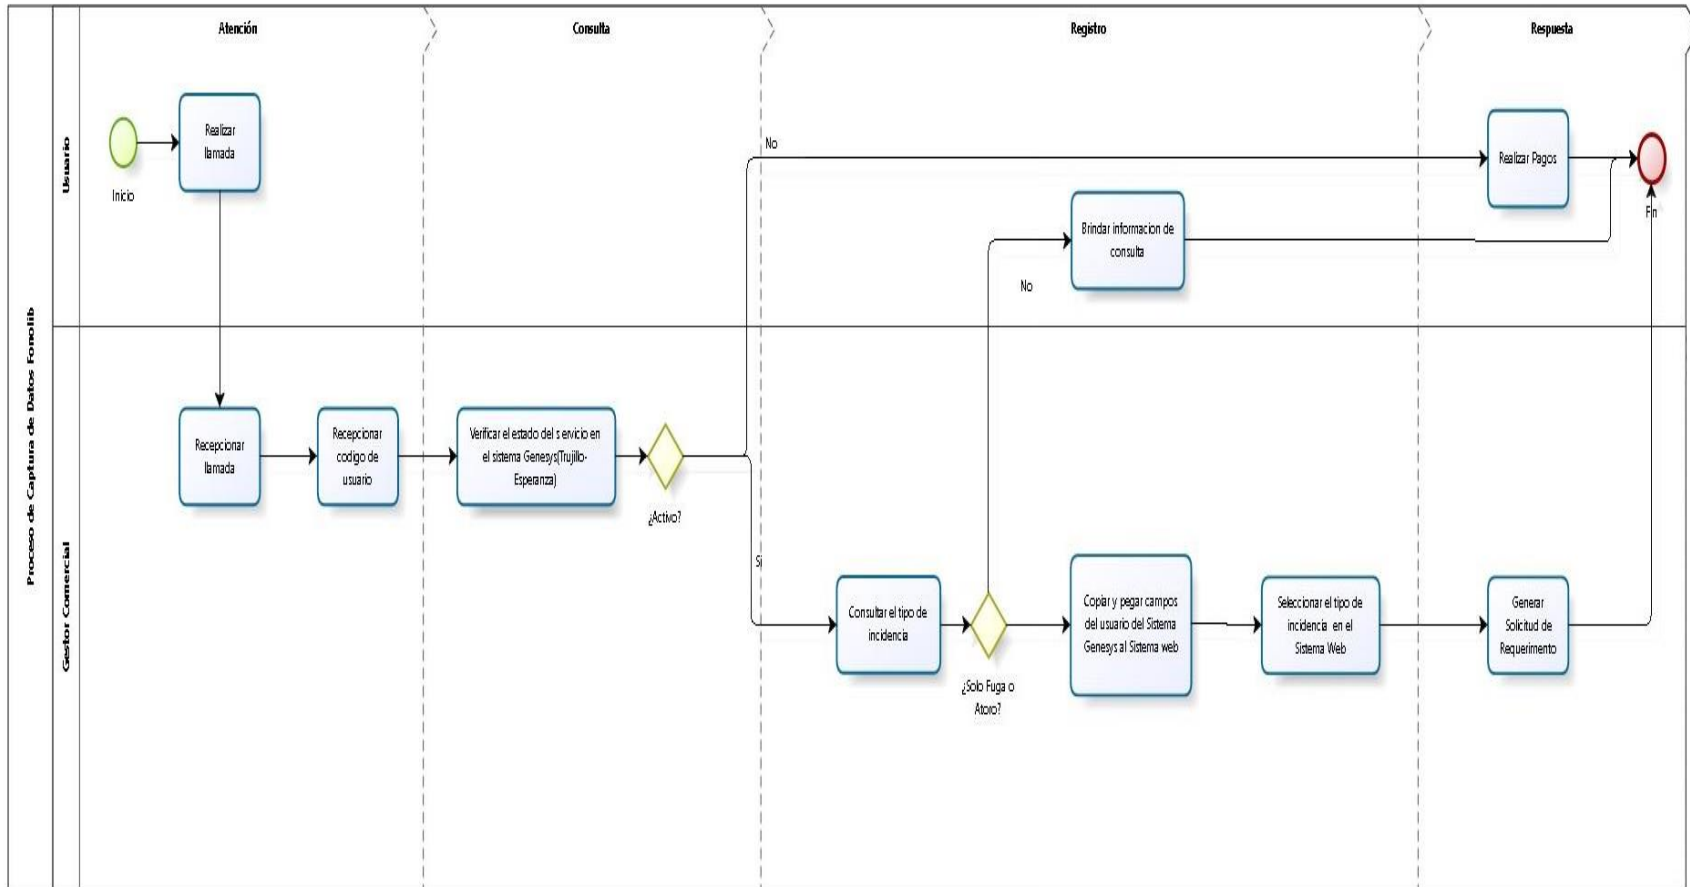 Proceso de Captura de Datos Fonolib
Atención
Consulta
Registro
Respuesta
Usuario
Inicio
Realizar
llamada
No
Realizar Pagos
Fin
Brindar informacion de
consulta
No
Gestor Comercial
Recepcionar
llamada
Recepcionar
codigo de
usuario
Verificar el estado del servicio en
el sistema Genesys(Trujillo-
Esperanza)
¿Activo?
Si
Consultar el tipo de
incidencia
¿Solo Fuga o
Atoro?
Copiar y pegar campos
del usuario del Sistema
Genesys al Sistema web
Seleccionar el tipo de
incidencia en el
Sistema Web
Generar
Solicitud de
Requerimento